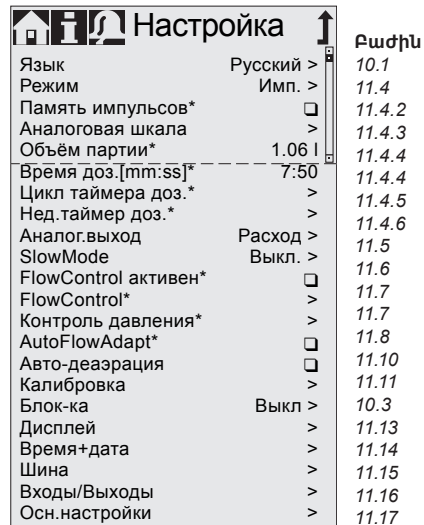 Настройка
Բաժին
Язык Русский > 10.1
Режим Имп. > 11.4
Память импульсов* ❑ 11.4.2
Аналоговая шкала > 11.4.3
Объём партии* 1.06 l 11.4.4
Время доз.[mm:ss]* 7:50 11.4.4
Цикл таймера доз.* > 11.4.5
Нед.таймер доз.* > 11.4.6
Аналог.выход Расход > 11.5
SlowMode Выкл. > 11.6
FlowControl активен* ❑ 11.7
FlowControl* > 11.7
Контроль давления* > 11.8
AutoFlowAdapt* ❑ 11.10
Авто-деаэрация ❑ 11.11
Калибровка > 10.3
Блок-ка Выкл > 11.13
Дисплей > 11.14
Время+дата > 11.15
Шина > 11.16
Входы/Выходы > 11.17
Осн.настройки >